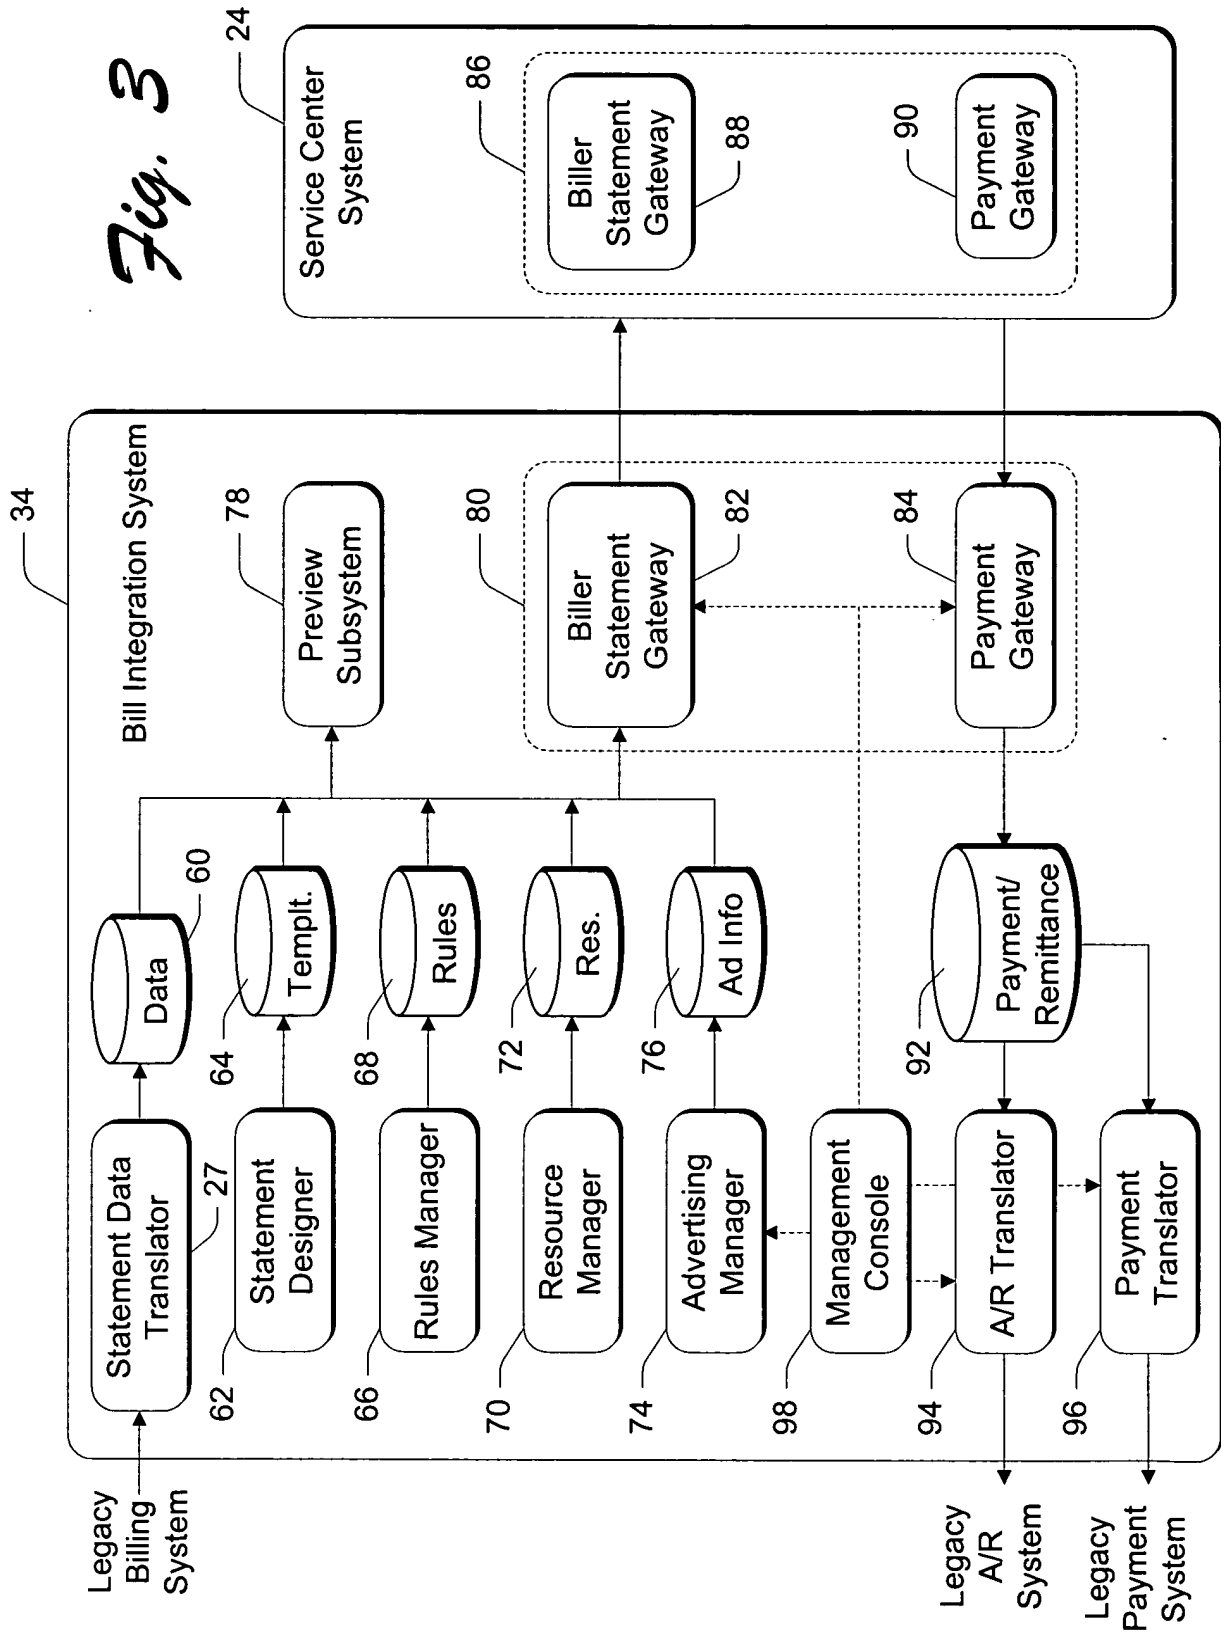 Fig. 3
34
24
Bill Integration System
Service Center
System
Legacy
Billing
System
Statement Data
Translator
27
Data
60
78
Preview
Subsystem
62
Statement
Designer
64
Templt.
66
Rules Manager
68
Rules
70
Resource
Manager
72
Res.
74
Advertising
Manager
76
Ad Info
80
Biller
Statement
Gateway
82
86
Biller
Statement
Gateway
88
98
Management
Console
84
Payment
Gateway
90
Payment
Gateway
92
Payment/
Remittance
94
A/R Translator
96
Payment
Translator
Legacy
A/R
System
Legacy
Payment
System